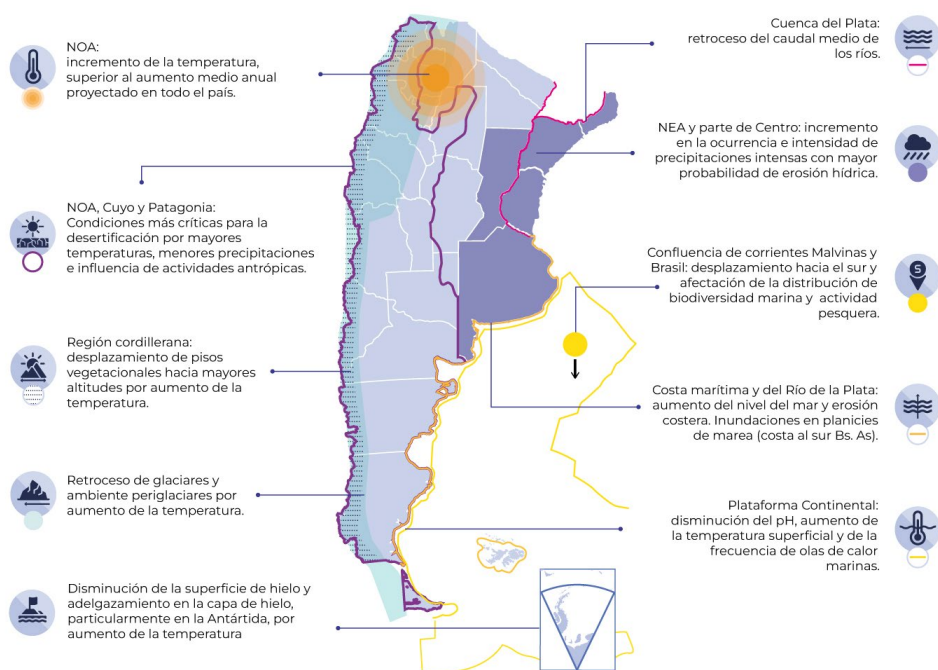 NOA:
incremento de la temperatura,
superior al aumento medio anual
proyectado en todo el país.
NOA, Cuyo y Patagonia:
Condiciones más críticas para la
desertificación por mayores
temperaturas, menores precipitaciones
e influencia de actividades antrópicas.
Región cordillerana:
desplazamiento de pisos
vegetacionales hacia mayores
altitudes por aumento de la
temperatura.
Retroceso de glaciares y
ambiente periglaciares por
aumento de la temperatura.
Disminución de la superficie de hielo y
adelgazamiento en la capa de hielo,
particularmente en la Antártida, por
aumento de la temperatura
Cuenca del Plata:
retroceso del caudal medio de
los ríos.
NEA y parte de Centro: incremento
en la ocurrencia e intensidad de
precipitaciones intensas con mayor
probabilidad de erosión hídrica.
Confluencia de corrientes Malvinas y
Brasil: desplazamiento hacia el sur y
afectación de la distribución de
biodiversidad marina y actividad
pesquera.
S
Costa marítima y del Río de la Plata:
aumento del nivel del mar y erosión
costera. Inundaciones en planicies
de marea (costa al sur Bs. As).
Plataforma Continental:
disminución del pH, aumento de
la temperatura superficial y de la
frecuencia de olas de calor
marinas.